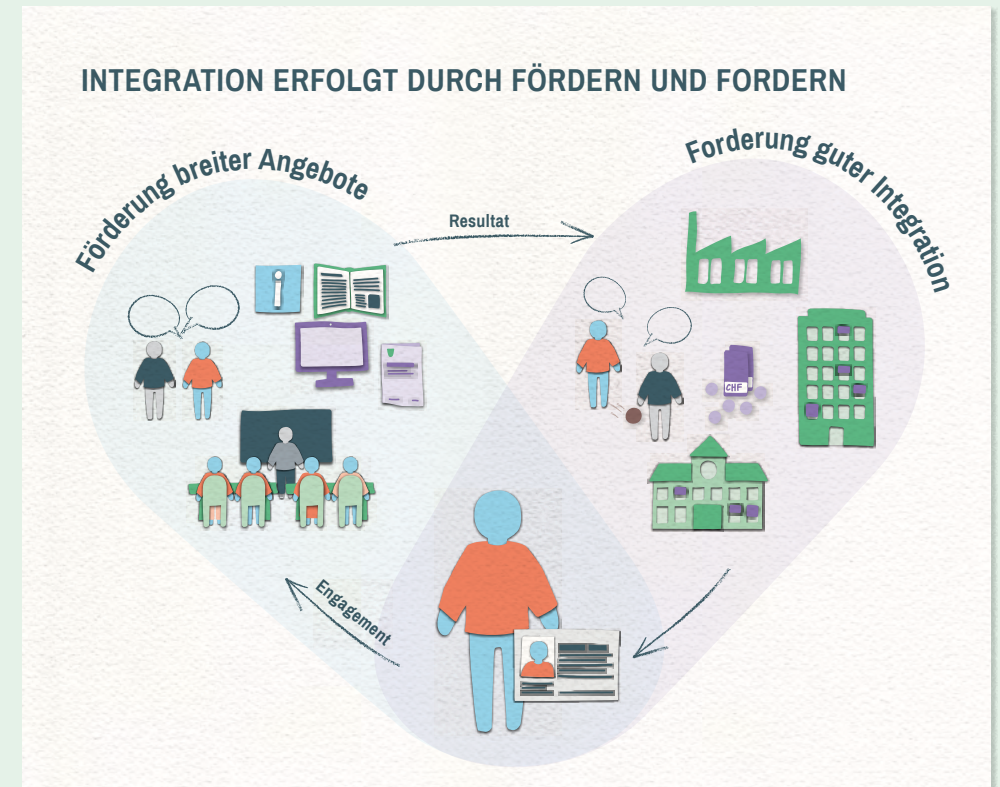 INTEGRATION ERFOLGT DURCH FÖRDERN UND FORDERN
Förderung breiter Angebote
Forderung guter Integration
Resultat
CHF
Engagement